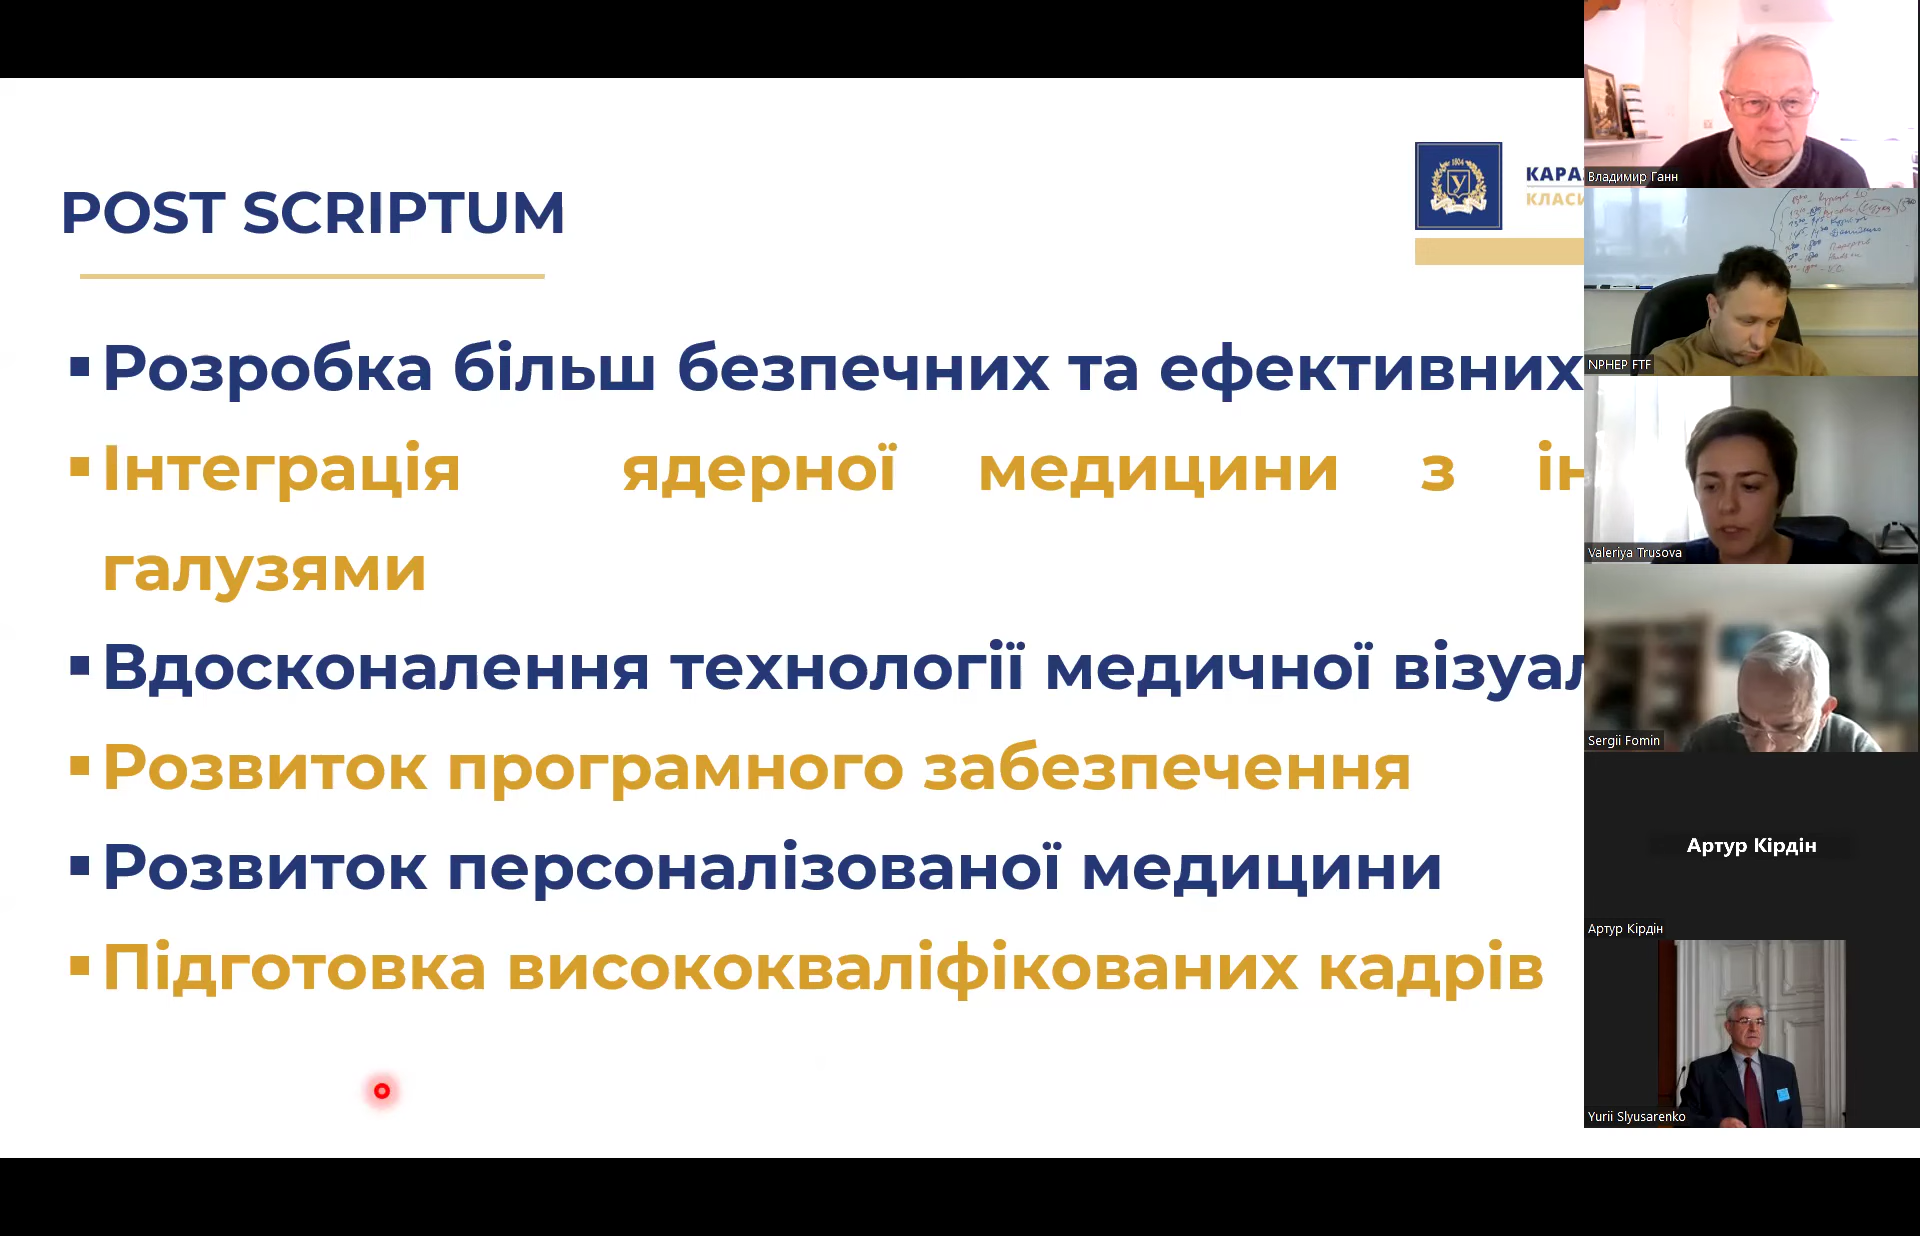 POST SCRIPTUM
1804
У
КАРА
КЛАСИ
▪Розробка більш безпечних та ефективних
▪Інтеграція ядерної медицини з ін
галузями
▪Вдосконалення технології медичної візуал
▪Розвиток програмного забезпечення
▪Розвиток персоналізованої медицини
▪Підготовка висококваліфікованих кадрів
Владимир Ганн
NPHEP FTF
Valeriya Trusova
Sergii Fomin
Артур Кірдін
Артур Кірдін
Yurii Slyusarenko